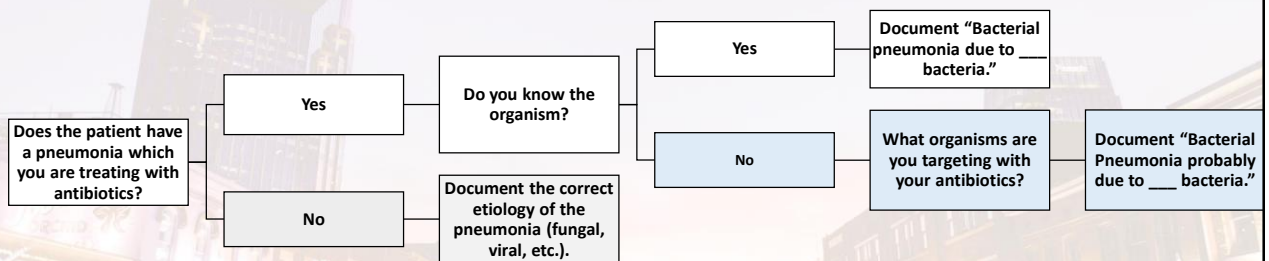 Does the patient have
a pneumonia which
you are treating with
antibiotics?
Yes
Do you know the
organism?
Yes
Document “Bacterial
pneumonia due to ___
bacteria.”
No
What organisms are
you targeting with
your antibiotics?
Document “Bacterial
Pneumonia probably
due to ___ bacteria.”
No
Document the correct
etiology of the
pneumonia (fungal,
viral, etc.).